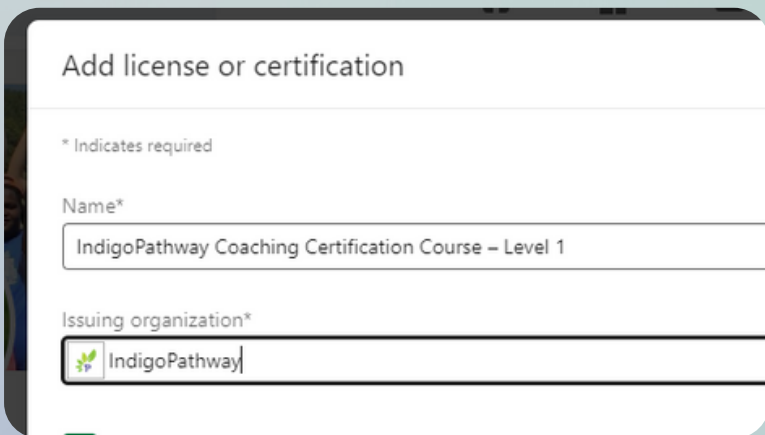 Add license or certification
* Indicates required
Name*
IndigoPathway Coaching Certification Course – Level 1
Issuing organization*
IndigoPathway